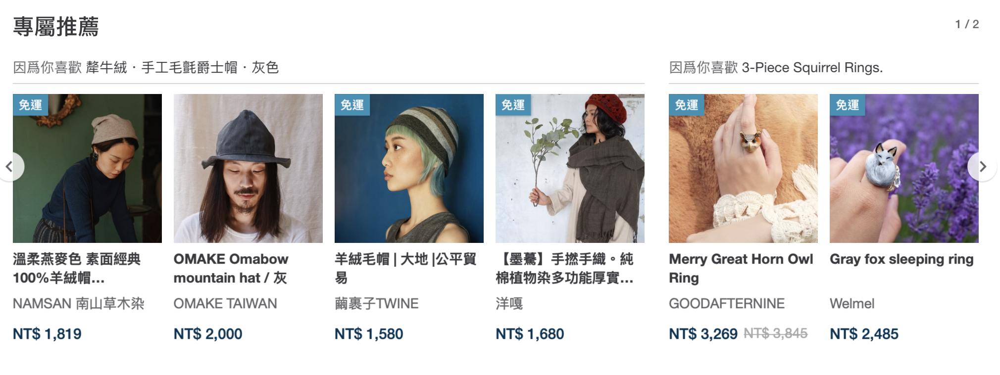 專屬推薦
1 / 2
因爲你喜歡 犛牛絨・手工毛氈爵士帽・灰色
免運
溫柔燕麥色 素面經典
100%羊絨帽...
NAMSAN 南山草木染
NT$ 1,819
OMAKE Omabow
mountain hat / 灰
OMAKE TAIWAN
NT$ 2,000
免運
羊絨毛帽 | 大地 |公平貿
易
繭裹子TWINE
NT$ 1,580
免運
【墨薥】手撚手織。純
棉植物染多功能厚實...
洋嘎
NT$ 1,680
因爲你喜歡 3-Piece Squirrel Rings.
免運
Merry Great Horn Owl
Ring
GOODAFTERNINE
NT$ 3,269 NT$ 3,845
免運
Gray fox sleeping ring
Welmel
NT$ 2,485